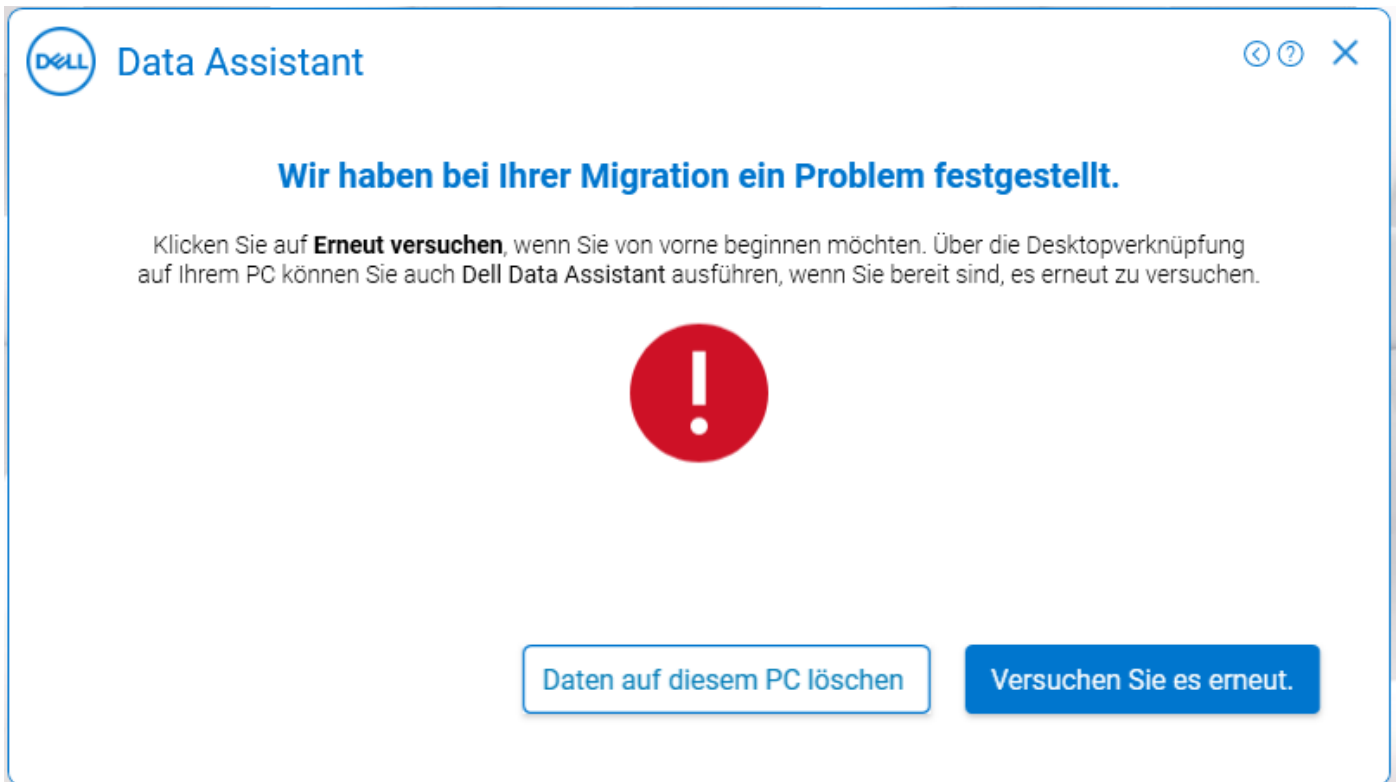 DELL
Data Assistant
Wir haben bei Ihrer Migration ein Problem festgestellt.
Klicken Sie auf Erneut versuchen, wenn Sie von vorne beginnen möchten. Über die Desktopverknüpfung
auf Ihrem PC können Sie auch Dell Data Assistant ausführen, wenn Sie bereit sind, es erneut zu versuchen.
Daten auf diesem PC löschen
Versuchen Sie es erneut.